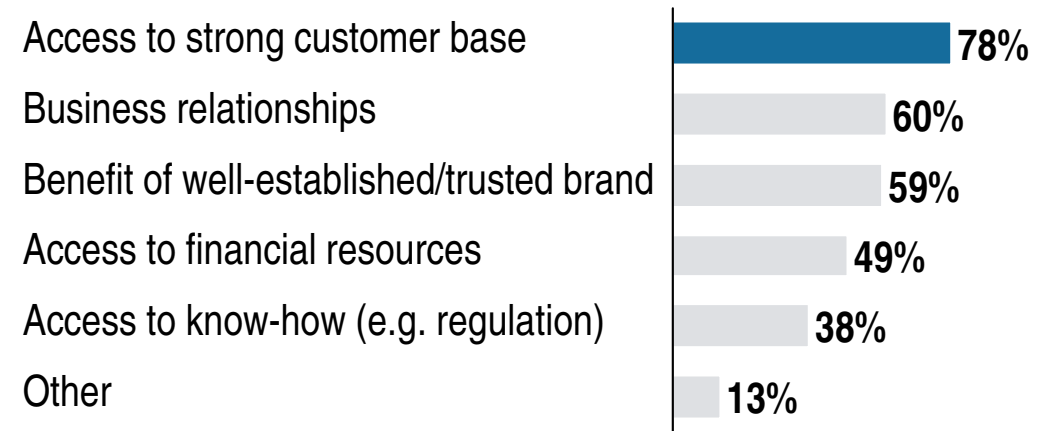 Access to strong customer base 78%
Business relationships 60%
Benefit of well-established/trusted brand 59%
Access to financial resources 49%
Access to know-how (e.g. regulation) 38%
Other 13%